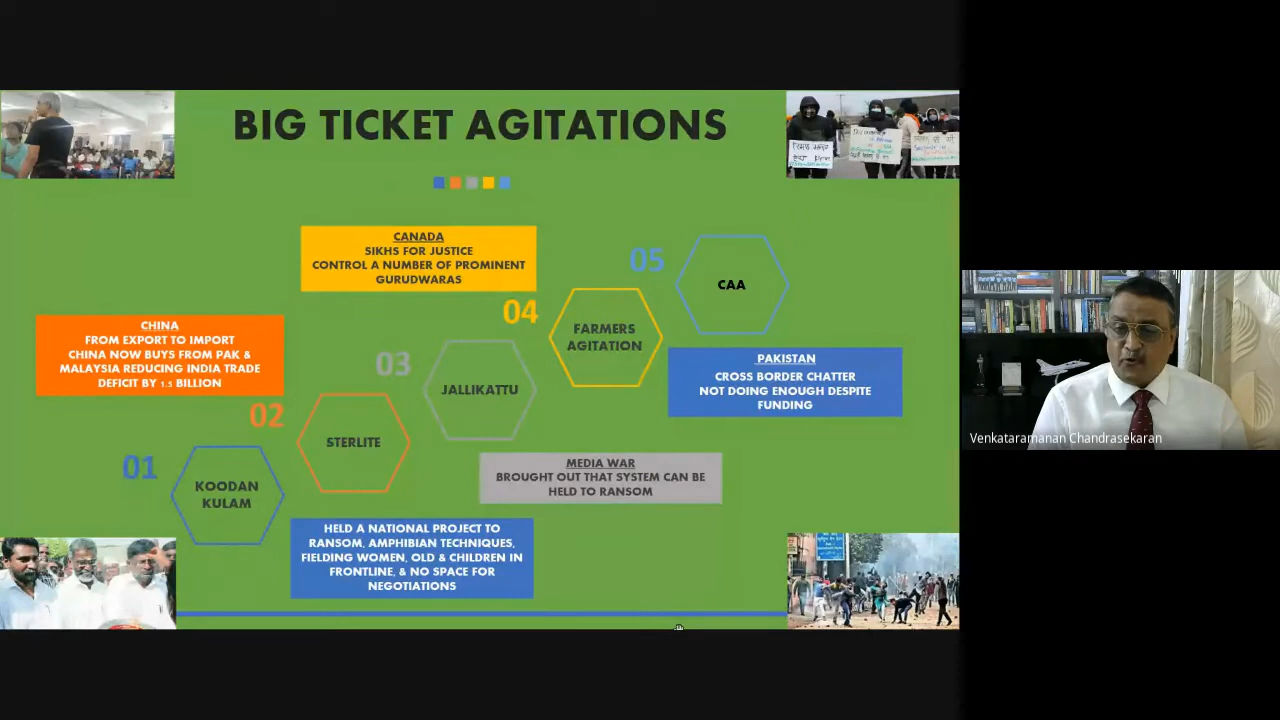 BIG TICKET AGITATIONS
CANADA
SIKHS FOR JUSTICE
CONTROL A NUMBER OF PROMINENT
GURUDWARAS
05
CAA
04
FARMERS
AGITATION
CHINA
FROM EXPORT TO IMPORT
CHINA NOW BUYS FROM PAK &
MALAYSIA REDUCING INDIA TRADE
DEFICIT BY 1.5 BILLION
03
JALLIKATTU
PAKISTAN
CROSS BORDER CHATTER
NOT DOING ENOUGH DESPITE
FUNDING
02
STERLITE
01
KOODAN
KULAM
MEDIA WAR
BROUGHT OUT THAT SYSTEM CAN BE
HELD TO RANSOM
HELD A NATIONAL PROJECT TO
RANSOM, AMPHIBIAN TECHNIQUES,
FIELDING WOMEN, OLD & CHILDREN IN
FRONTLINE, & NO SPACE FOR
NEGOTIATIONS
Venkataramanan Chandrasekaran